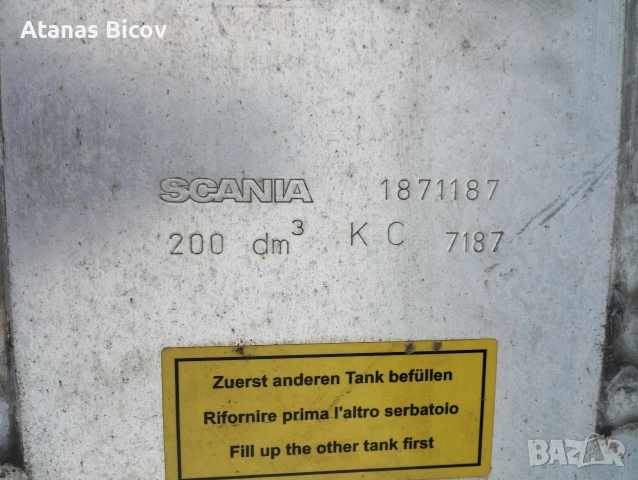 Atanas Bicov
SCANIA 1871187
200 dm³ K C 7187
Zuerst anderen Tank befüllen
Rifornire prima l'altro serbatoio
Fill up the other tank first
BAZAR